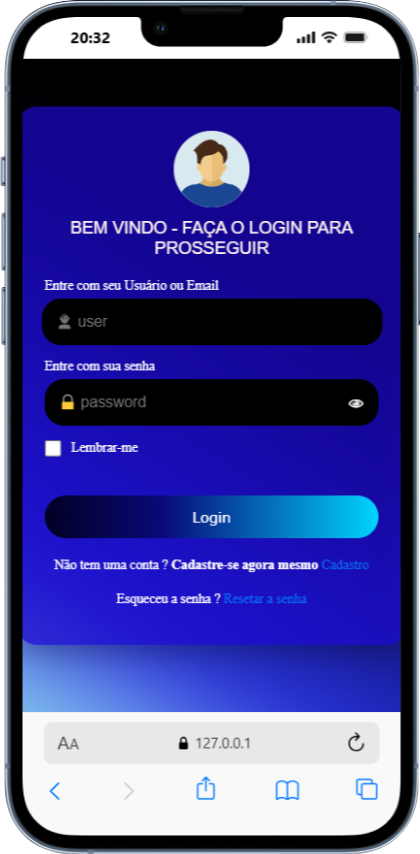 20:32
BEM VINDO - FAÇA O LOGIN PARA
PROSSEGUIR
Entre com seu Usuário ou Email
user
Entre com sua senha
password
Lembrar-me
Login
Não tem uma conta ? Cadastre-se agora mesmo Cadastro
Esqueceu a senha ? Resetar a senha
AA 127.0.0.1